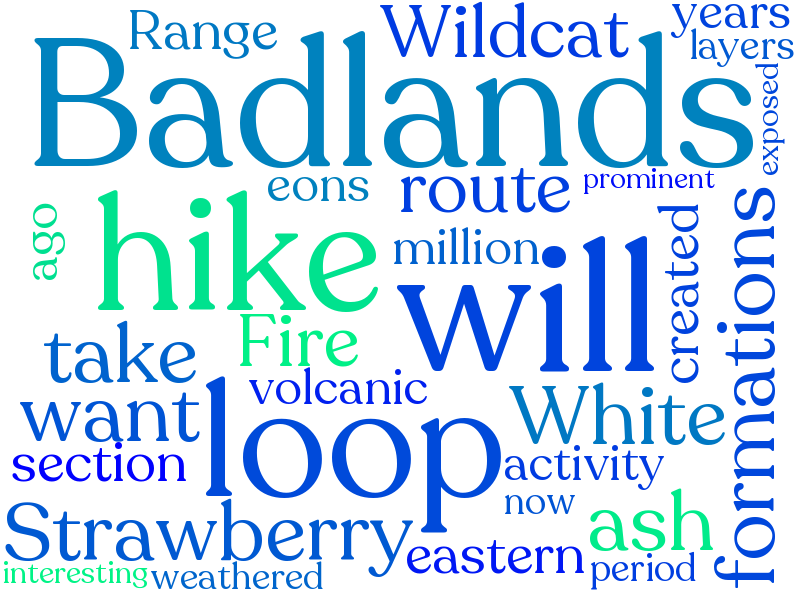 Range
Wildcat
years
layers
Badlands
exposed
eons
route
prominent
ago
hike
million
will
created
formations
Fire
take
volcanic
want
loop
White
section
activity
now
Strawberry
ash
eastern
period
interesting
weathered